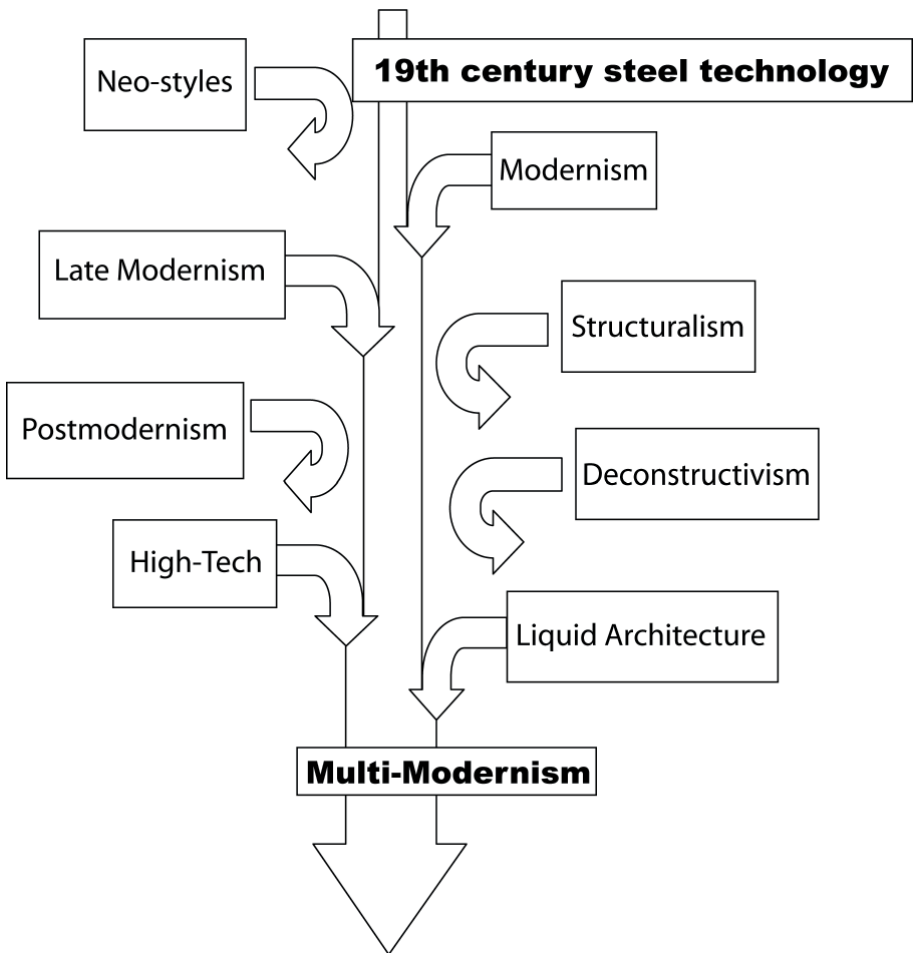 19th century steel technology
Neo-styles
Modernism
Late Modernism
Structuralism
Postmodernism
Deconstructivism
High-Tech
Liquid Architecture
Multi-Modernism